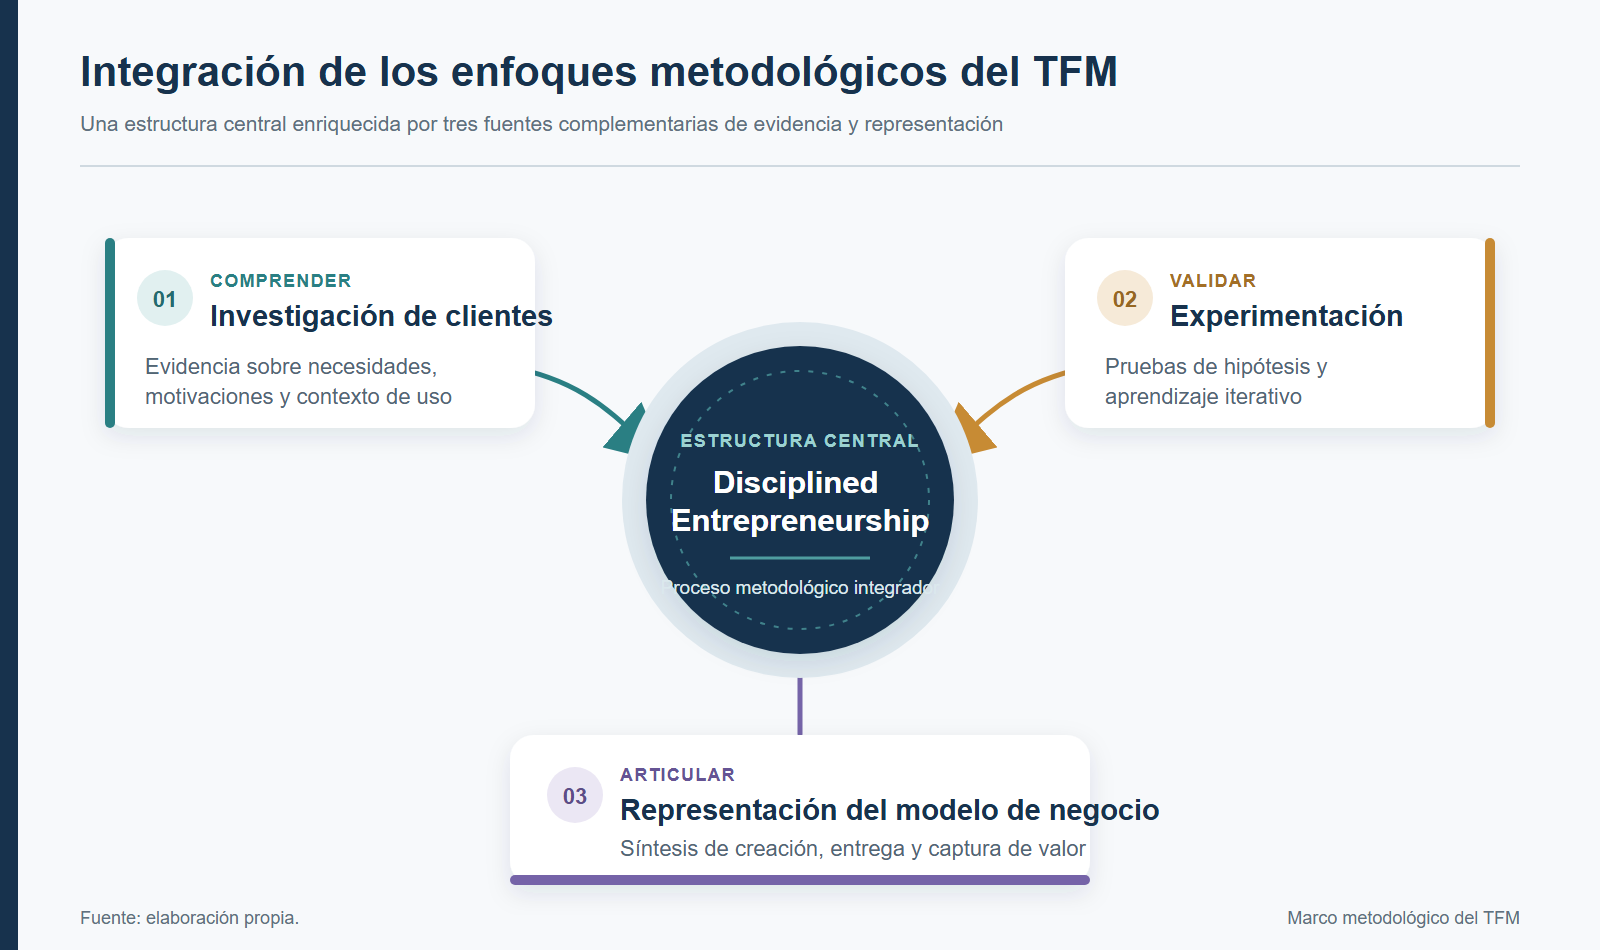 Integración de los enfoques metodológicos del TFM
Una estructura central enriquecida por tres fuentes complementarias de evidencia y representación
01
COMPRENDER
Investigación de clientes
Evidencia sobre necesidades,
motivaciones y contexto de uso
02
VALIDAR
Experimentación
Pruebas de hipótesis y
aprendizaje iterativo
ESTRUCTURA CENTRAL
Disciplined
Entrepreneurship
Proceso metodológico integrador
03
ARTICULAR
Representación del modelo de negocio
Síntesis de creación, entrega y captura de valor
Fuente: elaboración propia.
Marco metodológico del TFM